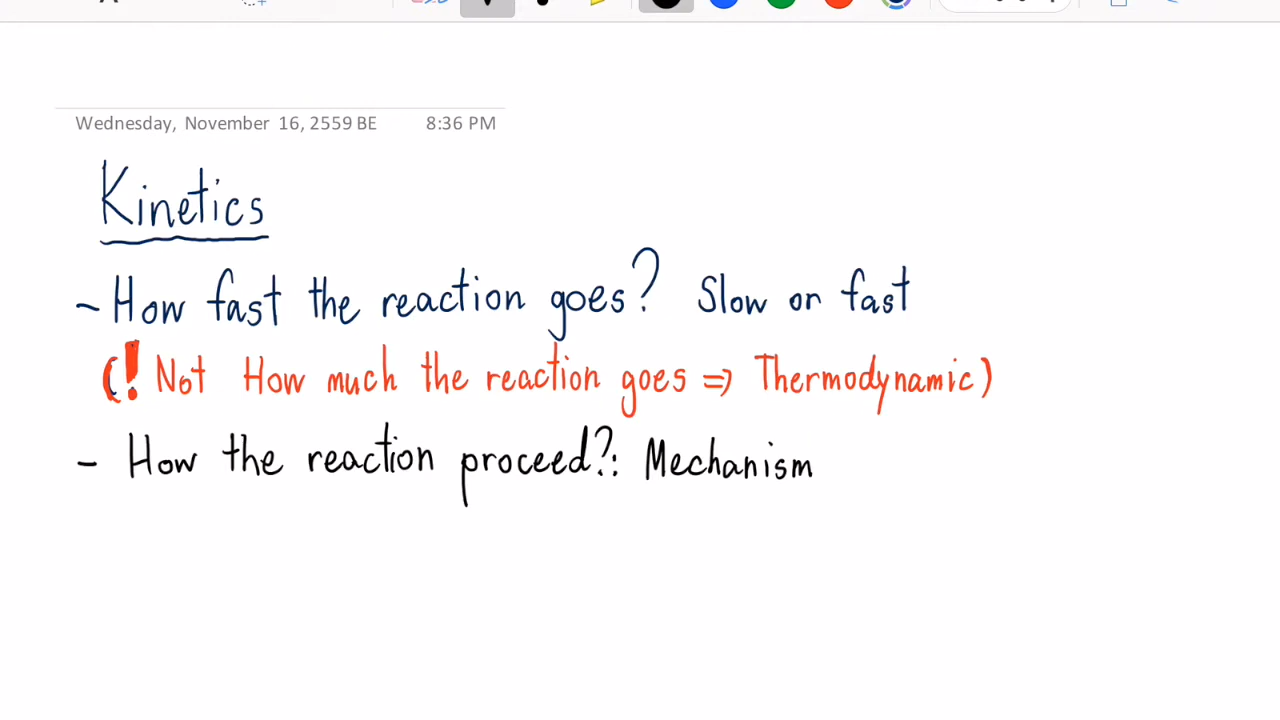 Wednesday, November 16, 2559 BE 8:36 PM
Kinetics
- How fast the reaction goes? Slow or fast
(! Not How much the reaction goes ⇒ Thermodynamic)
- How the reaction proceed?: Mechanism